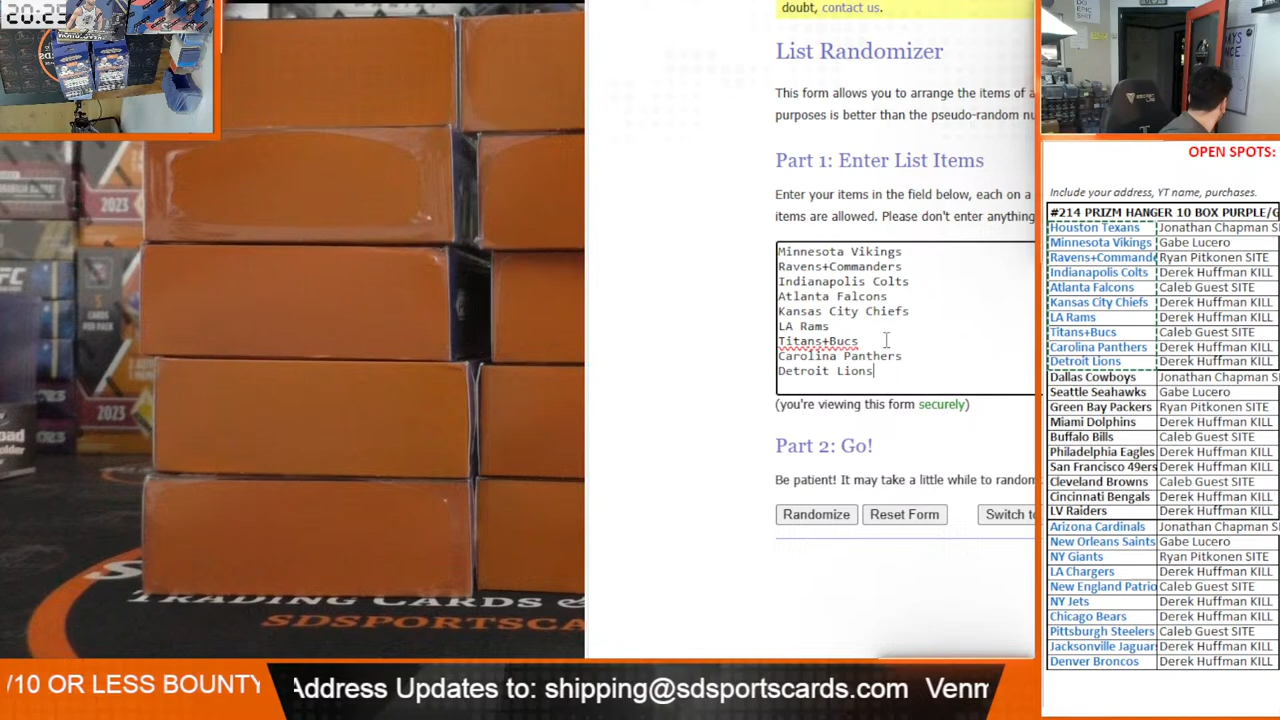 20:25
doubt, contact us.
List Randomizer
This form allows you to arrange the items of a
purposes is better than the pseudo-random nu
Part 1: Enter List Items
Enter your items in the field below, each on a
items are allowed. Please don't enter anything
Minnesota Vikings
Ravens+Commanders
Indianapolis Colts
Atlanta Falcons
Kansas City Chiefs
LA Rams
Titans+Bucs
Carolina Panthers
Detroit Lions
(you're viewing this form securely)
Part 2: Go!
Be patient! It may take a little while to random
Randomize Reset Form Switch to
OPEN SPOTS:
Include your address, YT name, purchases.
#214 PRIZM HANGER 10 BOX PURPLE/G
Houston Texans Jonathan Chapman S
Minnesota Vikings Gabe Lucero
Ravens+Commande Ryan Pitkonen SITE
Indianapolis Colts Derek Huffman KILL
Atlanta Falcons Caleb Guest SITE
Kansas City Chiefs Derek Huffman KILL
LA Rams Derek Huffman KILL
Titans+Bucs Caleb Guest SITE
Carolina Panthers Derek Huffman KILL
Detroit Lions Derek Huffman KILL
Dallas Cowboys Jonathan Chapman S
Seattle Seahawks Gabe Lucero
Green Bay Packers Ryan Pitkonen SITE
Miami Dolphins Derek Huffman KILL
Buffalo Bills Caleb Guest SITE
Philadelphia Eagles Derek Huffman KILL
San Francisco 49ers Derek Huffman KILL
Cleveland Browns Caleb Guest SITE
Cincinnati Bengals Derek Huffman KILL
LV Raiders Derek Huffman KILL
Arizona Cardinals Jonathan Chapman S
New Orleans Saints Gabe Lucero
NY Giants Ryan Pitkonen SITE
LA Chargers Derek Huffman KILL
New England Patrio Caleb Guest SITE
NY Jets Derek Huffman KILL
Chicago Bears Derek Huffman KILL
Pittsburgh Steelers Caleb Guest SITE
Jacksonville Jaguar Derek Huffman KILL
Denver Broncos Derek Huffman KILL
2023
2023
UFC
5
CARDS
PER PACK
TRADING CARDS &
SDSPORTSCA
/10 OR LESS BOUNTY
Address Updates to: shipping@sdsportscards.com Venm